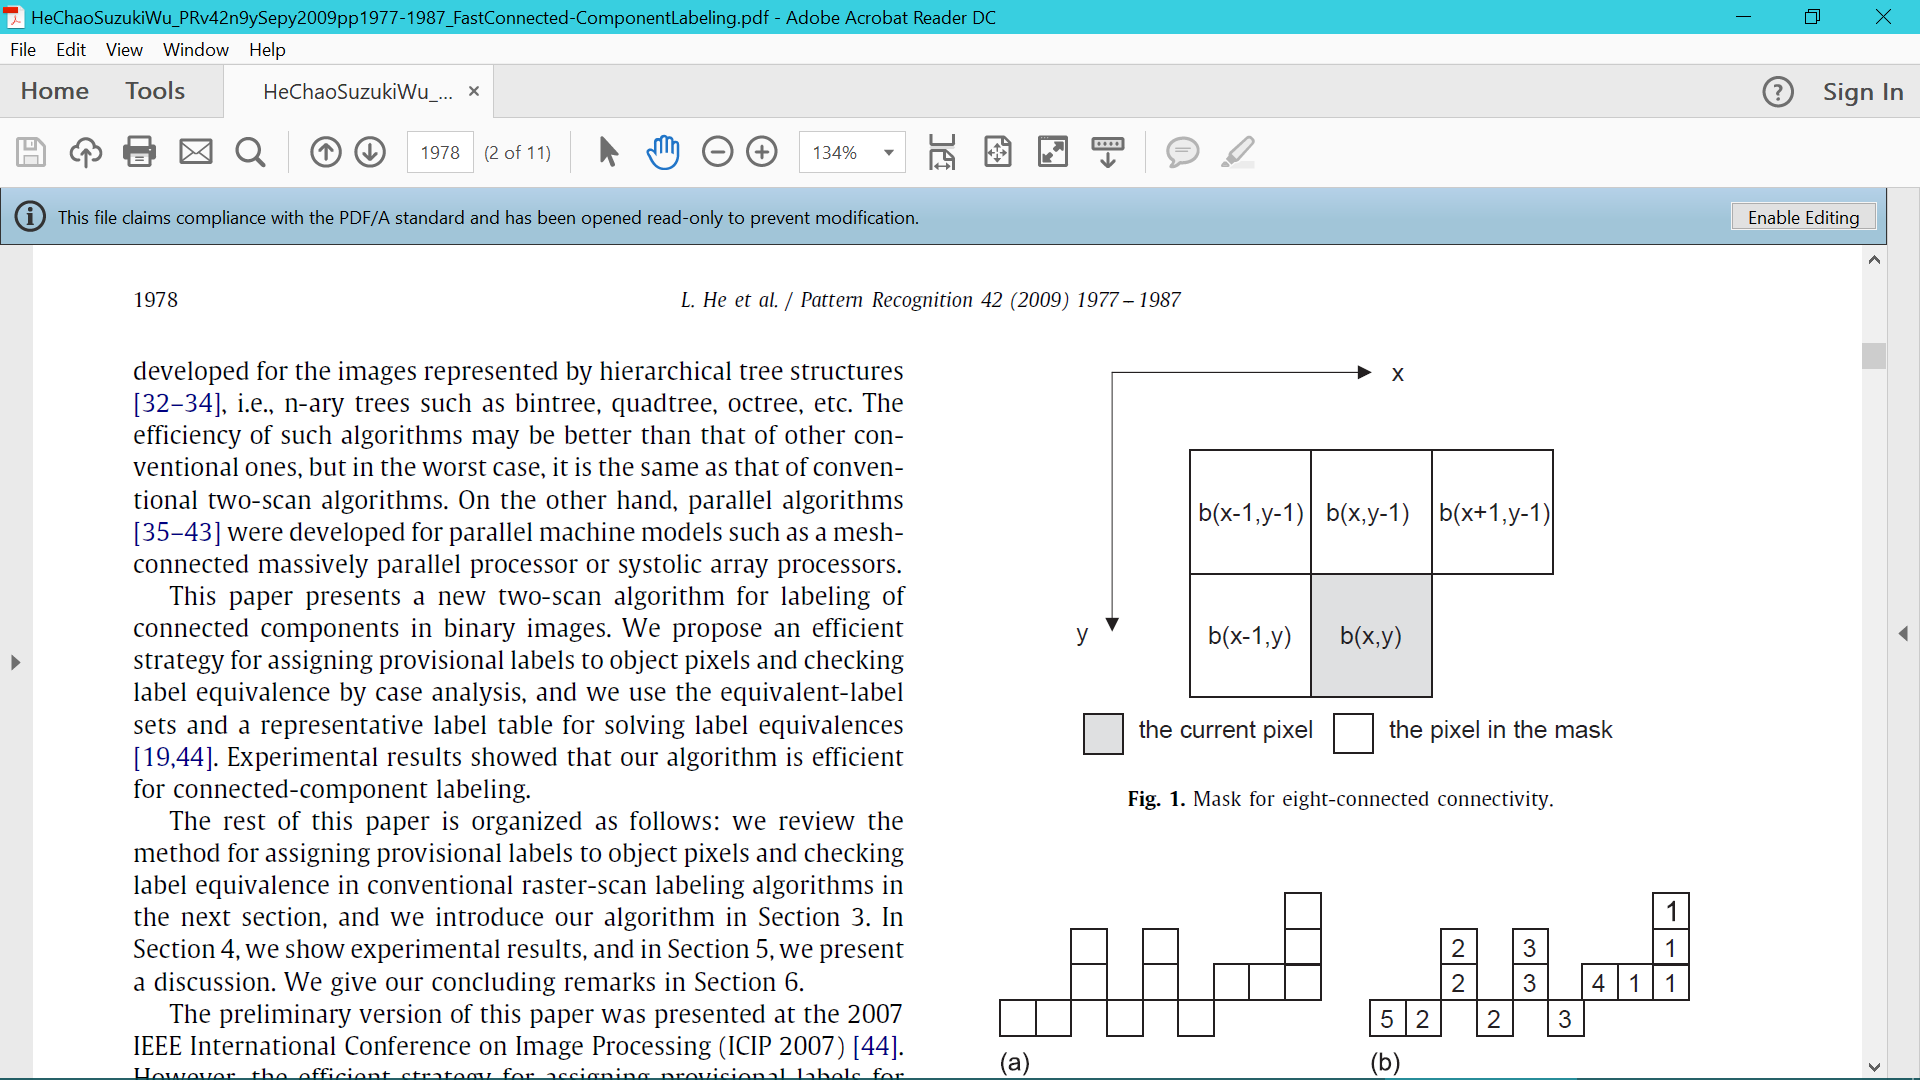 HeChaoSuzukiWu_PRv42n9ySepy2009pp1977-1987_FastConnected-ComponentLabeling.pdf - Adobe Acrobat Reader DC
File Edit View Window Help
Home Tools HeChaoSuzukiWu_... × ? Sign In
1978 (2 of 11) 134%
This file claims compliance with the PDF/A standard and has been opened read-only to prevent modification. Enable Editing
1978 L. He et al. / Pattern Recognition 42 (2009) 1977 – 1987
developed for the images represented by hierarchical tree structures
[32–34], i.e., n-ary trees such as bintree, quadtree, octree, etc. The
efficiency of such algorithms may be better than that of other con-
ventional ones, but in the worst case, it is the same as that of conven-
tional two-scan algorithms. On the other hand, parallel algorithms
[35–43] were developed for parallel machine models such as a mesh-
connected massively parallel processor or systolic array processors.
This paper presents a new two-scan algorithm for labeling of
connected components in binary images. We propose an efficient
strategy for assigning provisional labels to object pixels and checking
label equivalence by case analysis, and we use the equivalent-label
sets and a representative label table for solving label equivalences
[19,44]. Experimental results showed that our algorithm is efficient
for connected-component labeling.
The rest of this paper is organized as follows: we review the
method for assigning provisional labels to object pixels and checking
label equivalence in conventional raster-scan labeling algorithms in
the next section, and we introduce our algorithm in Section 3. In
Section 4, we show experimental results, and in Section 5, we present
a discussion. We give our concluding remarks in Section 6.
The preliminary version of this paper was presented at the 2007
IEEE International Conference on Image Processing (ICIP 2007) [44].
However, the efficient strategy for assigning provisional labels for
x
b(x-1,y-1) b(x,y-1) b(x+1,y-1)
y b(x-1,y) b(x,y)
the current pixel the pixel in the mask
Fig. 1. Mask for eight-connected connectivity.
1
2 3 1
2 3 4 1 1
5 2 2 3
(a) (b)